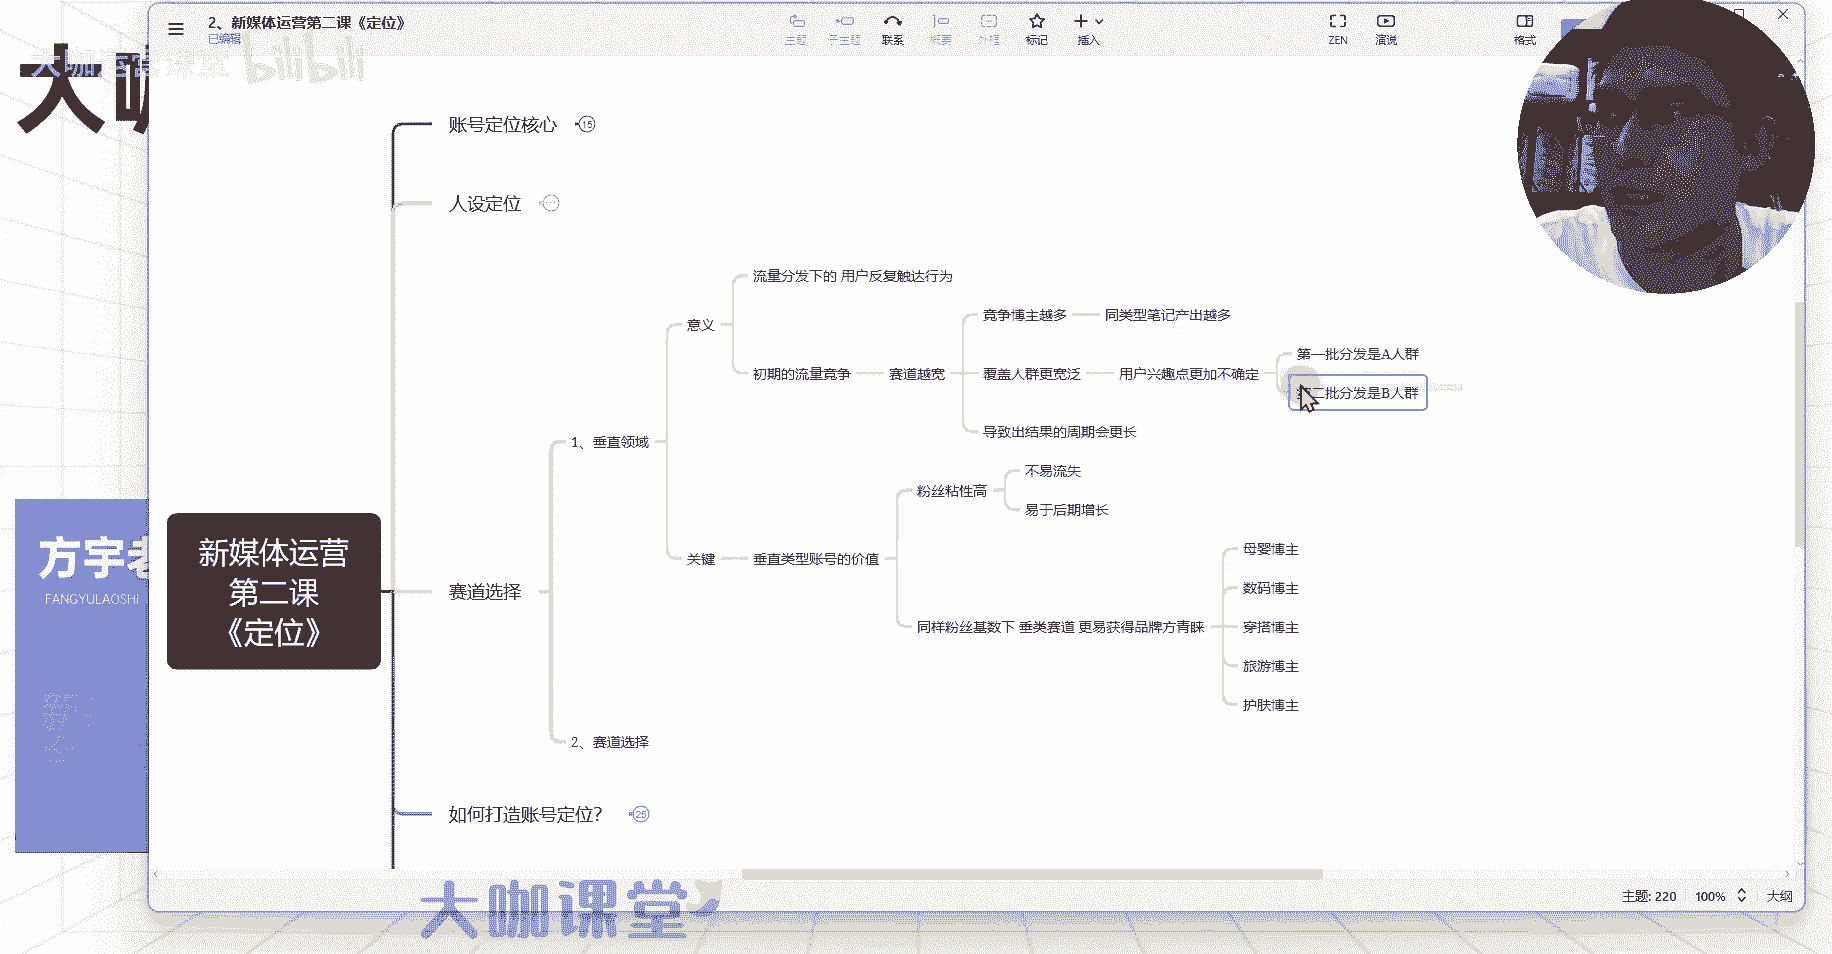 2、新媒体运营第二课《定位》
已编辑
主题
子主题
联系
概要
外框
标记
插入
ZEN
演说
格式
大咖运营课堂 bilibili
大咖
账号定位核心
15
人设定位
流量分发下的 用户反复触达行为
竞争博主越多
同类型笔记产出越多
意义
第一批分发是A人群
初期的流量竞争
赛道越宽
覆盖人群更宽泛
用户兴趣点更加不确定
第二批分发是B人群
导致出结果的周期会更长
1、垂直领域
不易流失
粉丝粘性高
易于后期增长
关键
垂直类型账号的价值
母婴博主
数码博主
同样粉丝基数下 垂类赛道 更易获得品牌方青睐
穿搭博主
旅游博主
护肤博主
新媒体运营
第二课
《定位》
赛道选择
2、赛道选择
如何打造账号定位？
25
方宇老
FANGYULAOSHI
主题: 220
100%
大纲
大咖课堂